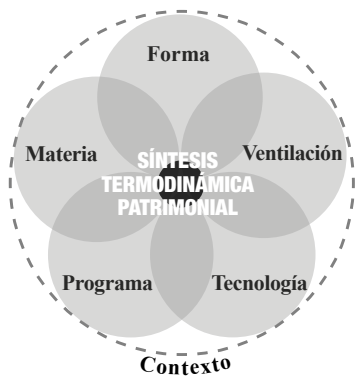 Forma
Materia
Ventilación
SÍNTESIS
TERMODINÁMICA
PATRIMONIAL
Programa
Tecnología
Contexto